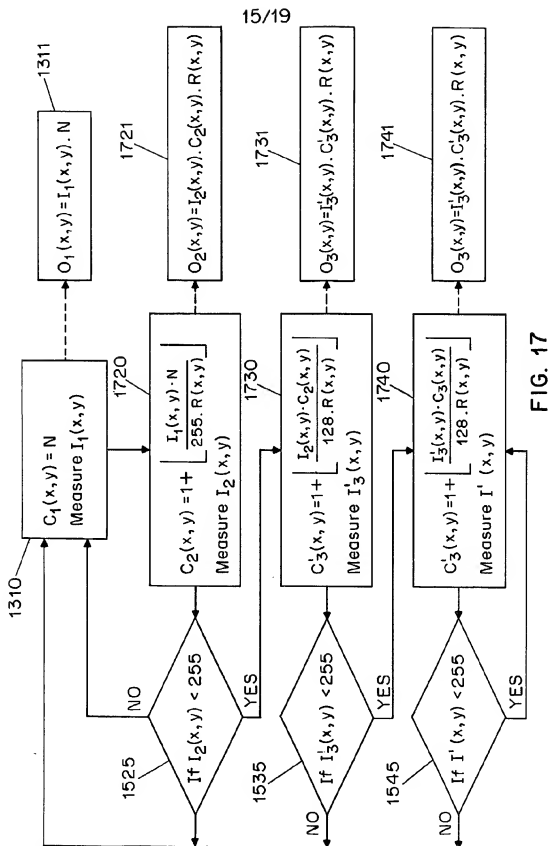 15/19
1310
C₁(x,y) = N
Measure I₁(x,y)
1311
O₁(x,y) = I₁(x,y) . N
1525
If I₂(x,y) < 255
NO
YES
1720
C₂(x,y) = 1+ ⌊ I₁(x,y) · N / 255. R(x,y) ⌋
Measure I₂(x,y)
1721
O₂(x,y) = I₂(x,y). C₂(x,y) . R(x,y)
1535
If I'₃(x,y) < 255
NO
YES
1730
C'₃(x,y) = 1+ ⌊ I₂(x,y) · C₂(x,y) / 128. R(x,y) ⌋
Measure I'₃(x,y)
1731
O₃(x,y) = I'₃(x,y). C'₃(x,y) . R(x,y)
1545
If I' (x,y) < 255
NO
YES
1740
C'₃(x,y) = 1+ ⌊ I'₃(x,y) · C₃(x,y) / 128. R(x,y) ⌋
Measure I' (x,y)
1741
O₃(x,y) = I'₃(x,y). C'₃(x,y) . R(x,y)
FIG. 17